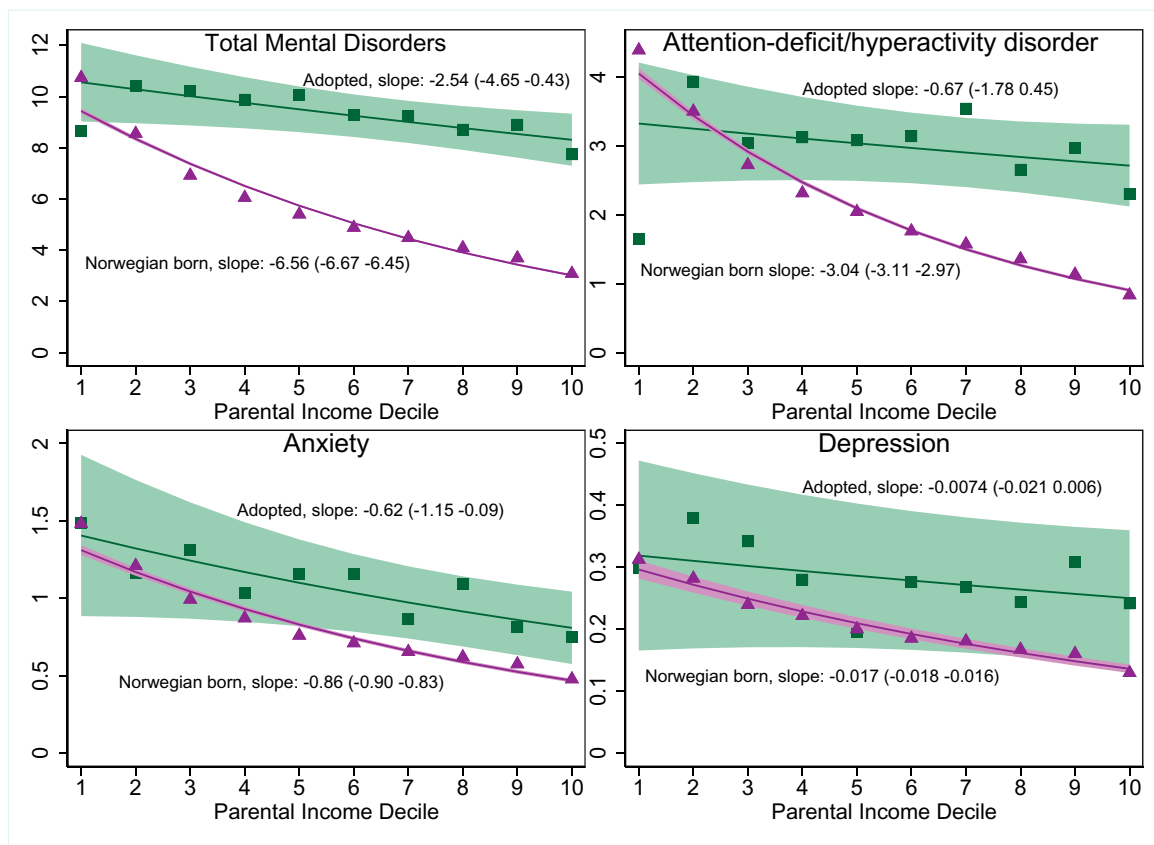 Total Mental Disorders
Adopted, slope: -2.54 (-4.65 -0.43)
Norwegian born, slope: -6.56 (-6.67 -6.45)
12
10
8
6
4
2
0
1 2 3 4 5 6 7 8 9 10
Parental Income Decile
Attention-deficit/hyperactivity disorder
Adopted slope: -0.67 (-1.78 0.45)
Norwegian born slope: -3.04 (-3.11 -2.97)
4
3
2
1
0
1 2 3 4 5 6 7 8 9 10
Parental Income Decile
Anxiety
Adopted, slope: -0.62 (-1.15 -0.09)
Norwegian born, slope: -0.86 (-0.90 -0.83)
2
1.5
1
0.5
0
1 2 3 4 5 6 7 8 9 10
Parental Income Decile
Depression
Adopted, slope: -0.0074 (-0.021 0.006)
Norwegian born, slope: -0.017 (-0.018 -0.016)
0.5
0.4
0.3
0.2
0.1
0
1 2 3 4 5 6 7 8 9 10
Parental Income Decile